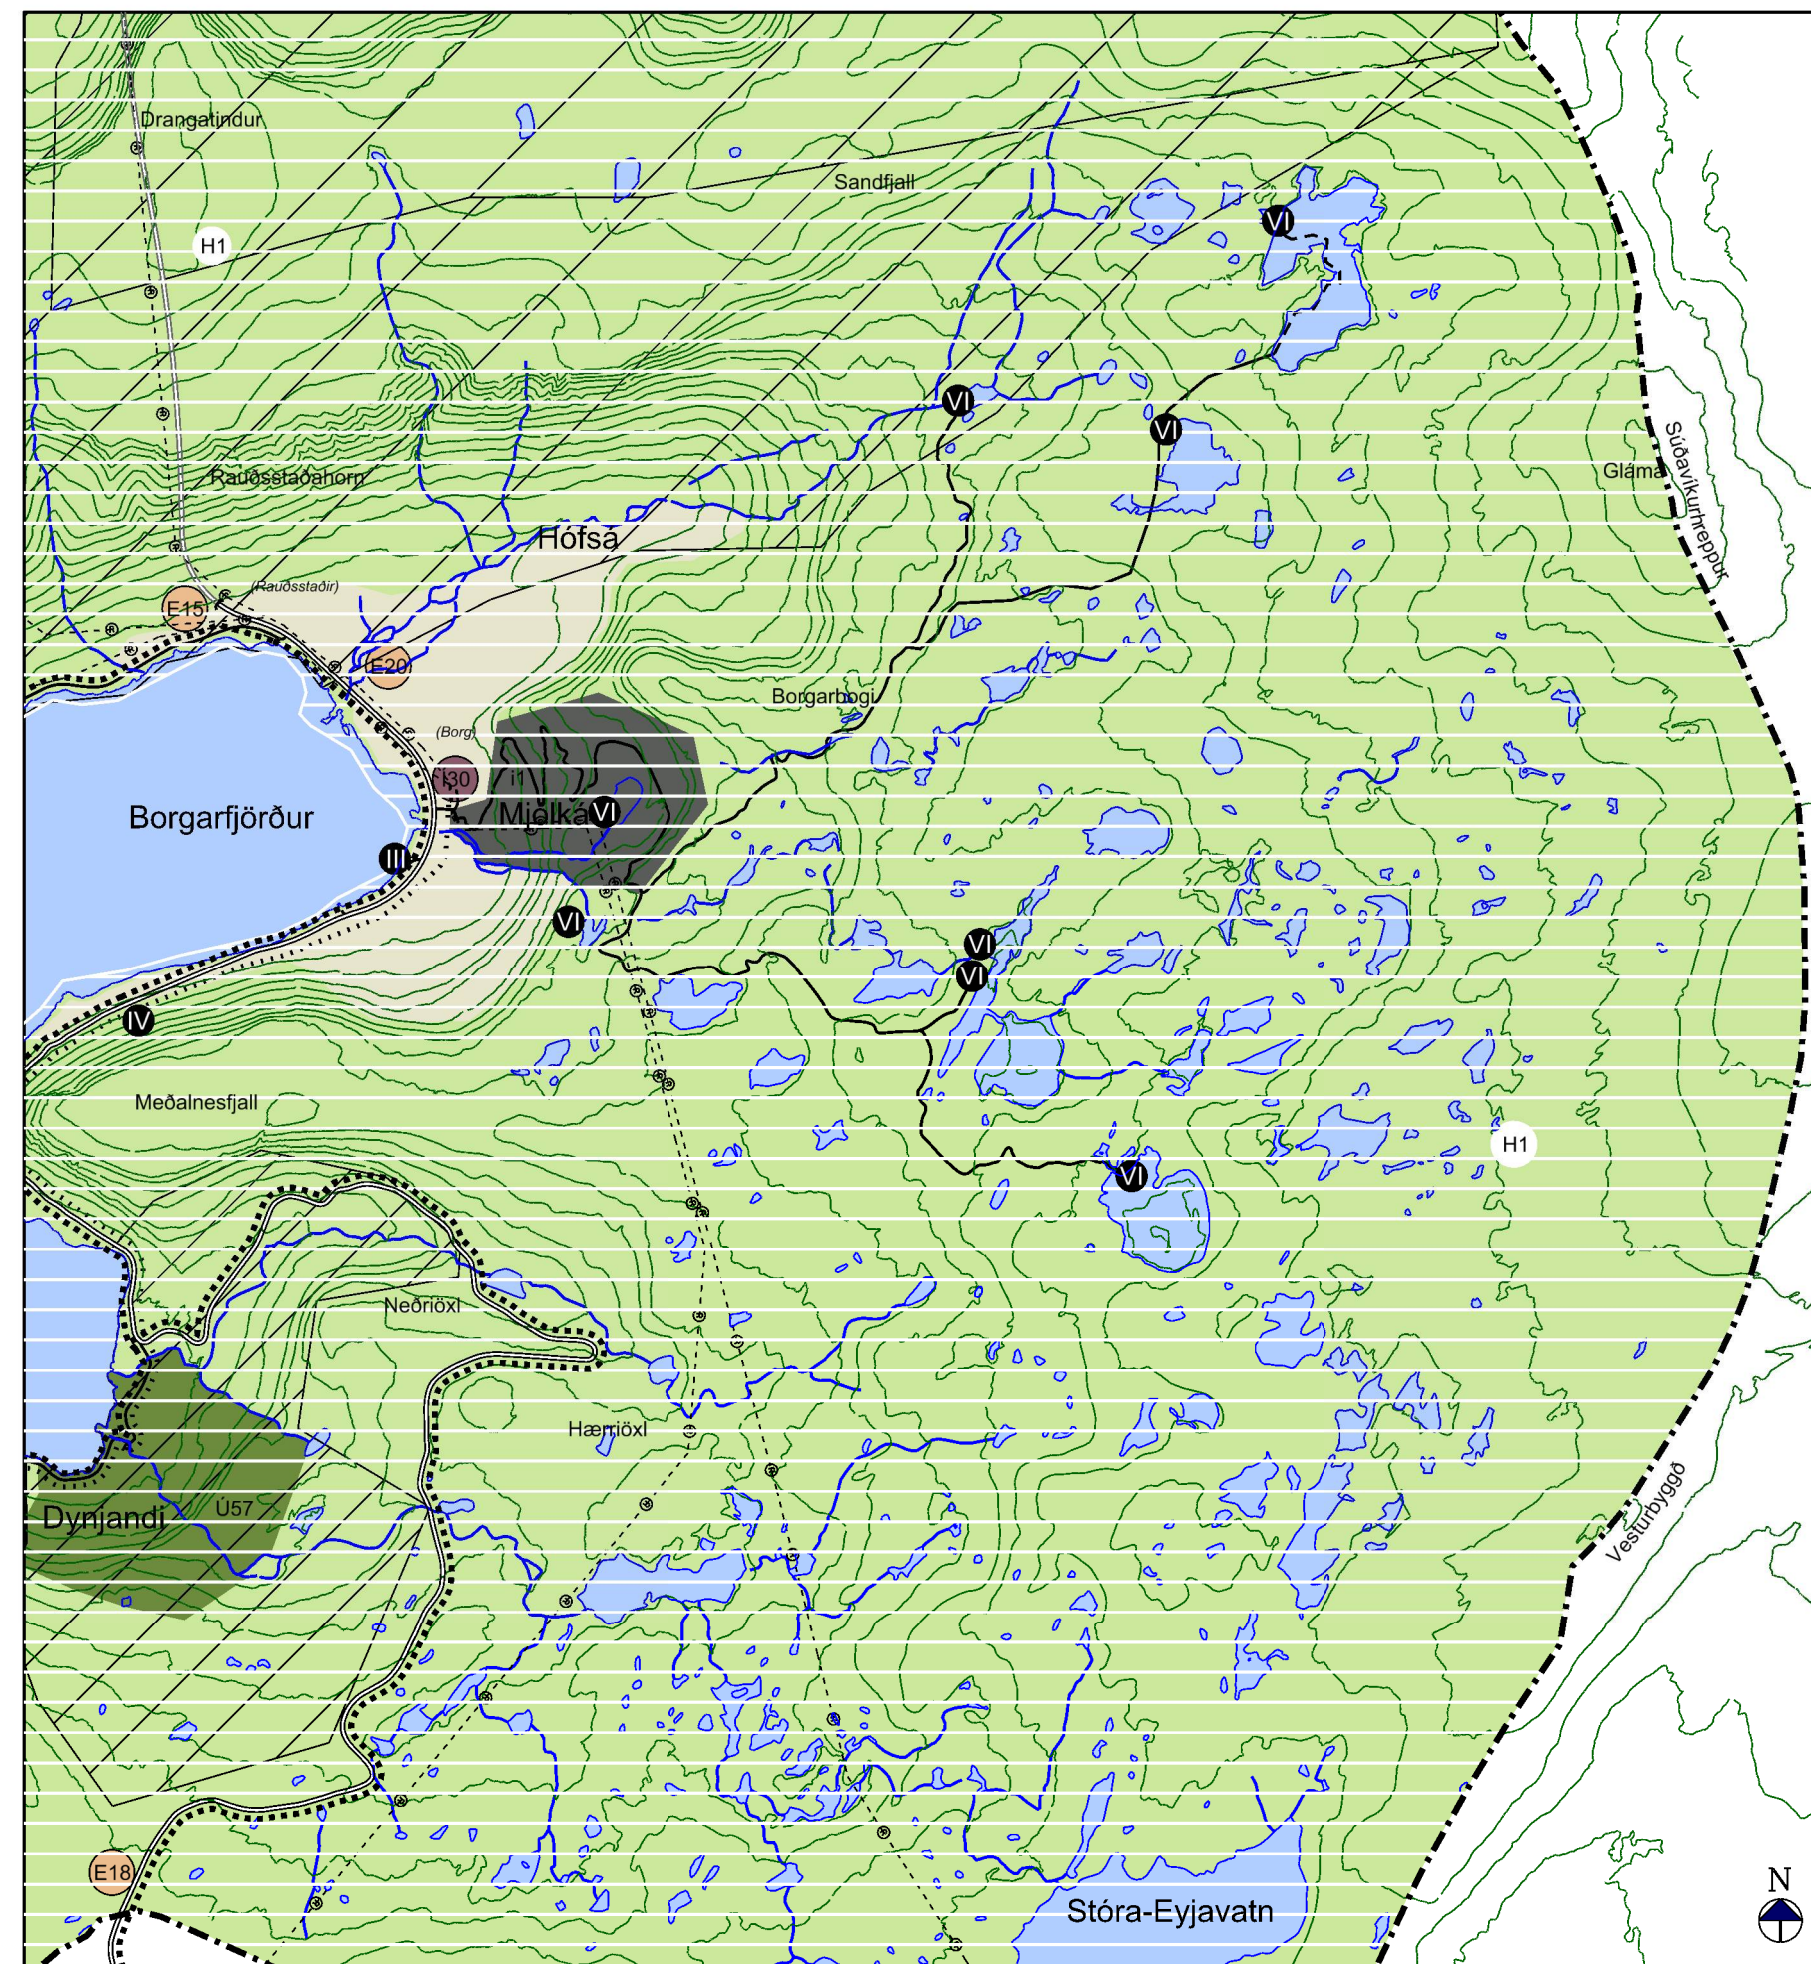 Drangatindur
Sandfjall
VI
H1
VI
VI
Gláma
Súðavíkurhreppur
Rauðsstaðahorn
Hófsá
(Rauðsstaðir)
E15
(E20)
Borgarbogi
(Borg)
I30
i1
Mjólká
VI
Borgarfjörður
III
VI
VI
VI
IV
Meðalnesfjall
H1
VI
Neðriöxl
Hærriöxl
Ú57
Dynjandi
Vesturbyggð
E18
N
Stóra-Eyjavatn